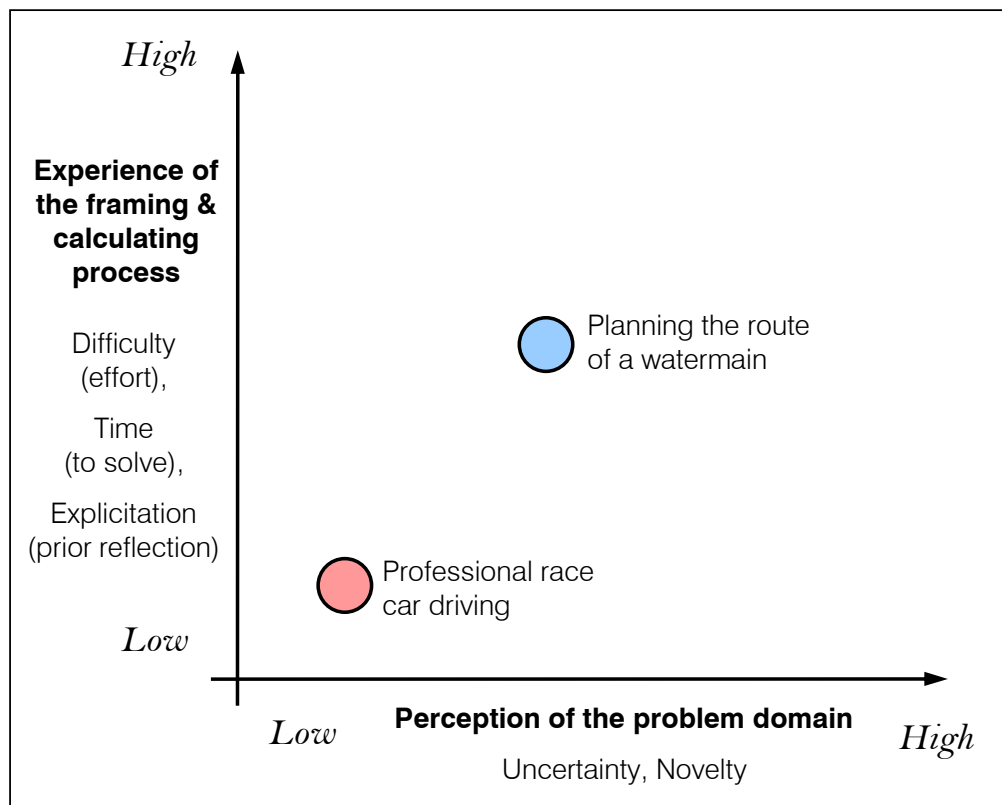 High
Experience of
the framing &
calculating
process
Difficulty
(effort),
Time
(to solve),
Explicitation
(prior reflection)
Low
Planning the route
of a watermain
Professional race
car driving
Low
Perception of the problem domain
High
Uncertainty, Novelty